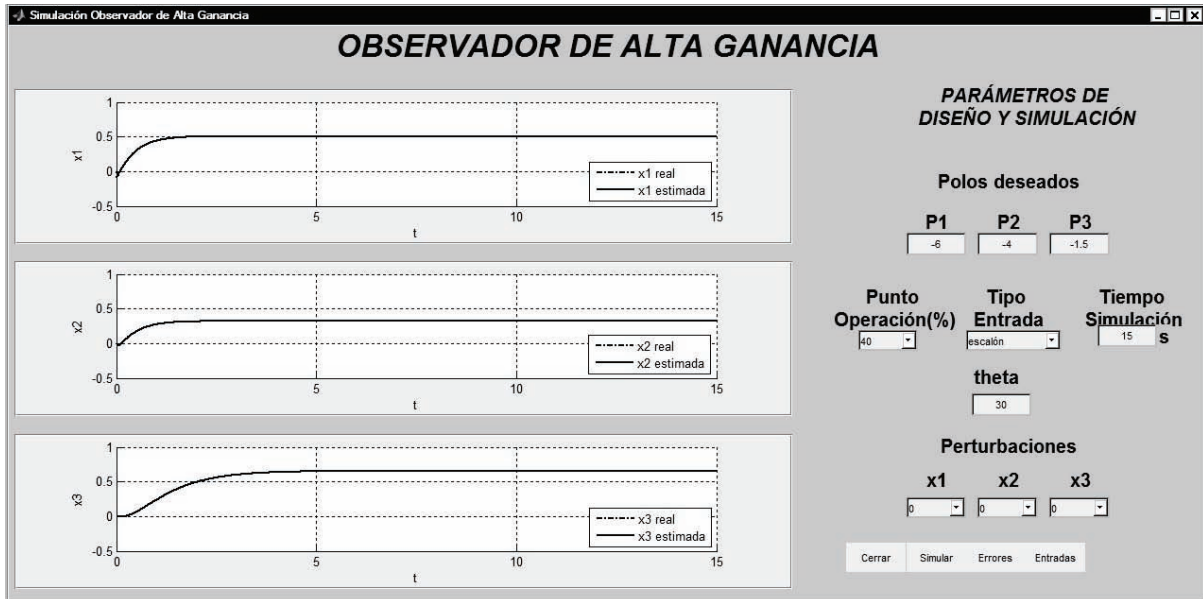 Simulación Observador de Alta Ganancia
OBSERVADOR DE ALTA GANANCIA
1
0.5
0
-0.5
x1
0
5
10
15
t
x1 real
x1 estimada
1
0.5
0
-0.5
x2
0
5
10
15
t
x2 real
x2 estimada
1
0.5
0
-0.5
x3
0
5
10
15
t
x3 real
x3 estimada
PARÁMETROS DE
DISEÑO Y SIMULACIÓN
Polos deseados
P1 P2 P3
-6 -4 -1.5
Punto Tipo Tiempo
Operación(%) Entrada Simulación
40 escalón 15 s
theta
30
Perturbaciones
x1 x2 x3
0 0 0
Cerrar Simular Errores Entradas